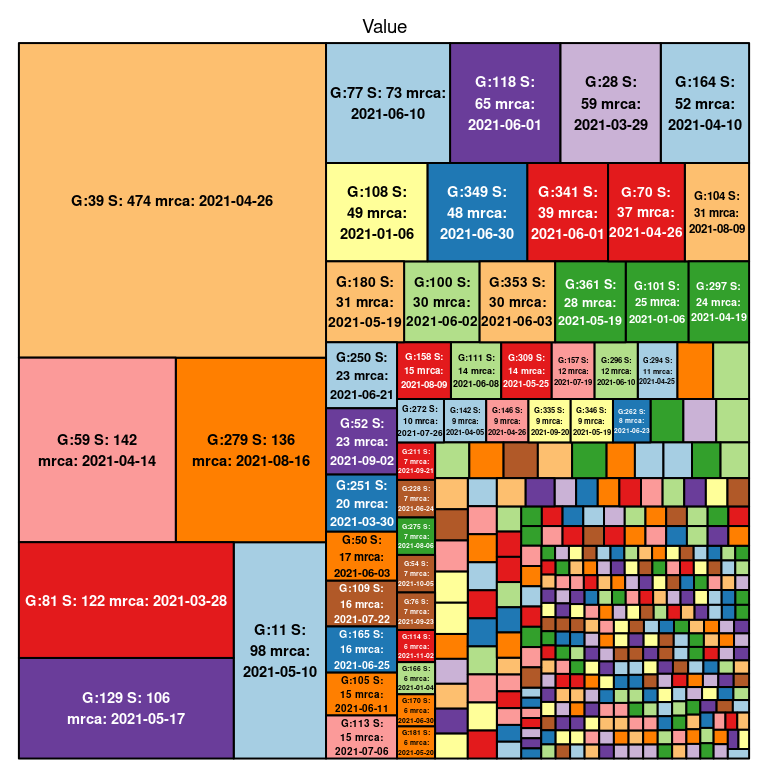 Value
G:39 S: 474 mrca: 2021-04-26
G:59 S: 142
mrca: 2021-04-14
G:279 S: 136
mrca: 2021-08-16
G:81 S: 122 mrca: 2021-03-28
G:129 S: 106
mrca: 2021-05-17
G:11 S:
98 mrca:
2021-05-10
G:77 S: 73 mrca:
2021-06-10
G:118 S:
65 mrca:
2021-06-01
G:28 S:
59 mrca:
2021-03-29
G:164 S:
52 mrca:
2021-04-10
G:108 S:
49 mrca:
2021-01-06
G:349 S:
48 mrca:
2021-06-30
G:341 S:
39 mrca:
2021-06-01
G:70 S:
37 mrca:
2021-04-26
G:104 S:
31 mrca:
2021-08-09
G:180 S:
31 mrca:
2021-05-19
G:100 S:
30 mrca:
2021-06-02
G:353 S:
30 mrca:
2021-06-03
G:361 S:
28 mrca:
2021-05-19
G:101 S:
25 mrca:
2021-01-06
G:297 S:
24 mrca:
2021-04-19
G:250 S:
23 mrca:
2021-06-21
G:52 S:
23 mrca:
2021-09-02
G:251 S:
20 mrca:
2021-03-30
G:50 S:
17 mrca:
2021-06-03
G:109 S:
16 mrca:
2021-07-22
G:165 S:
16 mrca:
2021-06-25
G:105 S:
15 mrca:
2021-06-11
G:113 S:
15 mrca:
2021-07-06
G:158 S:
15 mrca:
2021-08-09
G:111 S:
14 mrca:
2021-06-08
G:309 S:
14 mrca:
2021-05-25
G:157 S:
12 mrca:
2021-07-19
G:296 S:
12 mrca:
2021-06-10
G:294 S:
11 mrca:
2021-04-25
G:272 S:
10 mrca:
2021-07-26
G:142 S:
9 mrca:
2021-04-05
G:146 S:
9 mrca:
2021-04-26
G:335 S:
9 mrca:
2021-09-20
G:346 S:
9 mrca:
2021-05-19
G:262 S:
8 mrca:
2021-06-23
G:211 S:
7 mrca:
2021-09-21
G:228 S:
7 mrca:
2021-06-24
G:275 S:
7 mrca:
2021-08-06
G:54 S:
7 mrca:
2021-10-05
G:76 S:
7 mrca:
2021-09-23
G:114 S:
6 mrca:
2021-11-02
G:166 S:
6 mrca:
2021-01-04
G:170 S:
6 mrca:
2021-06-30
G:181 S:
6 mrca:
2021-05-20